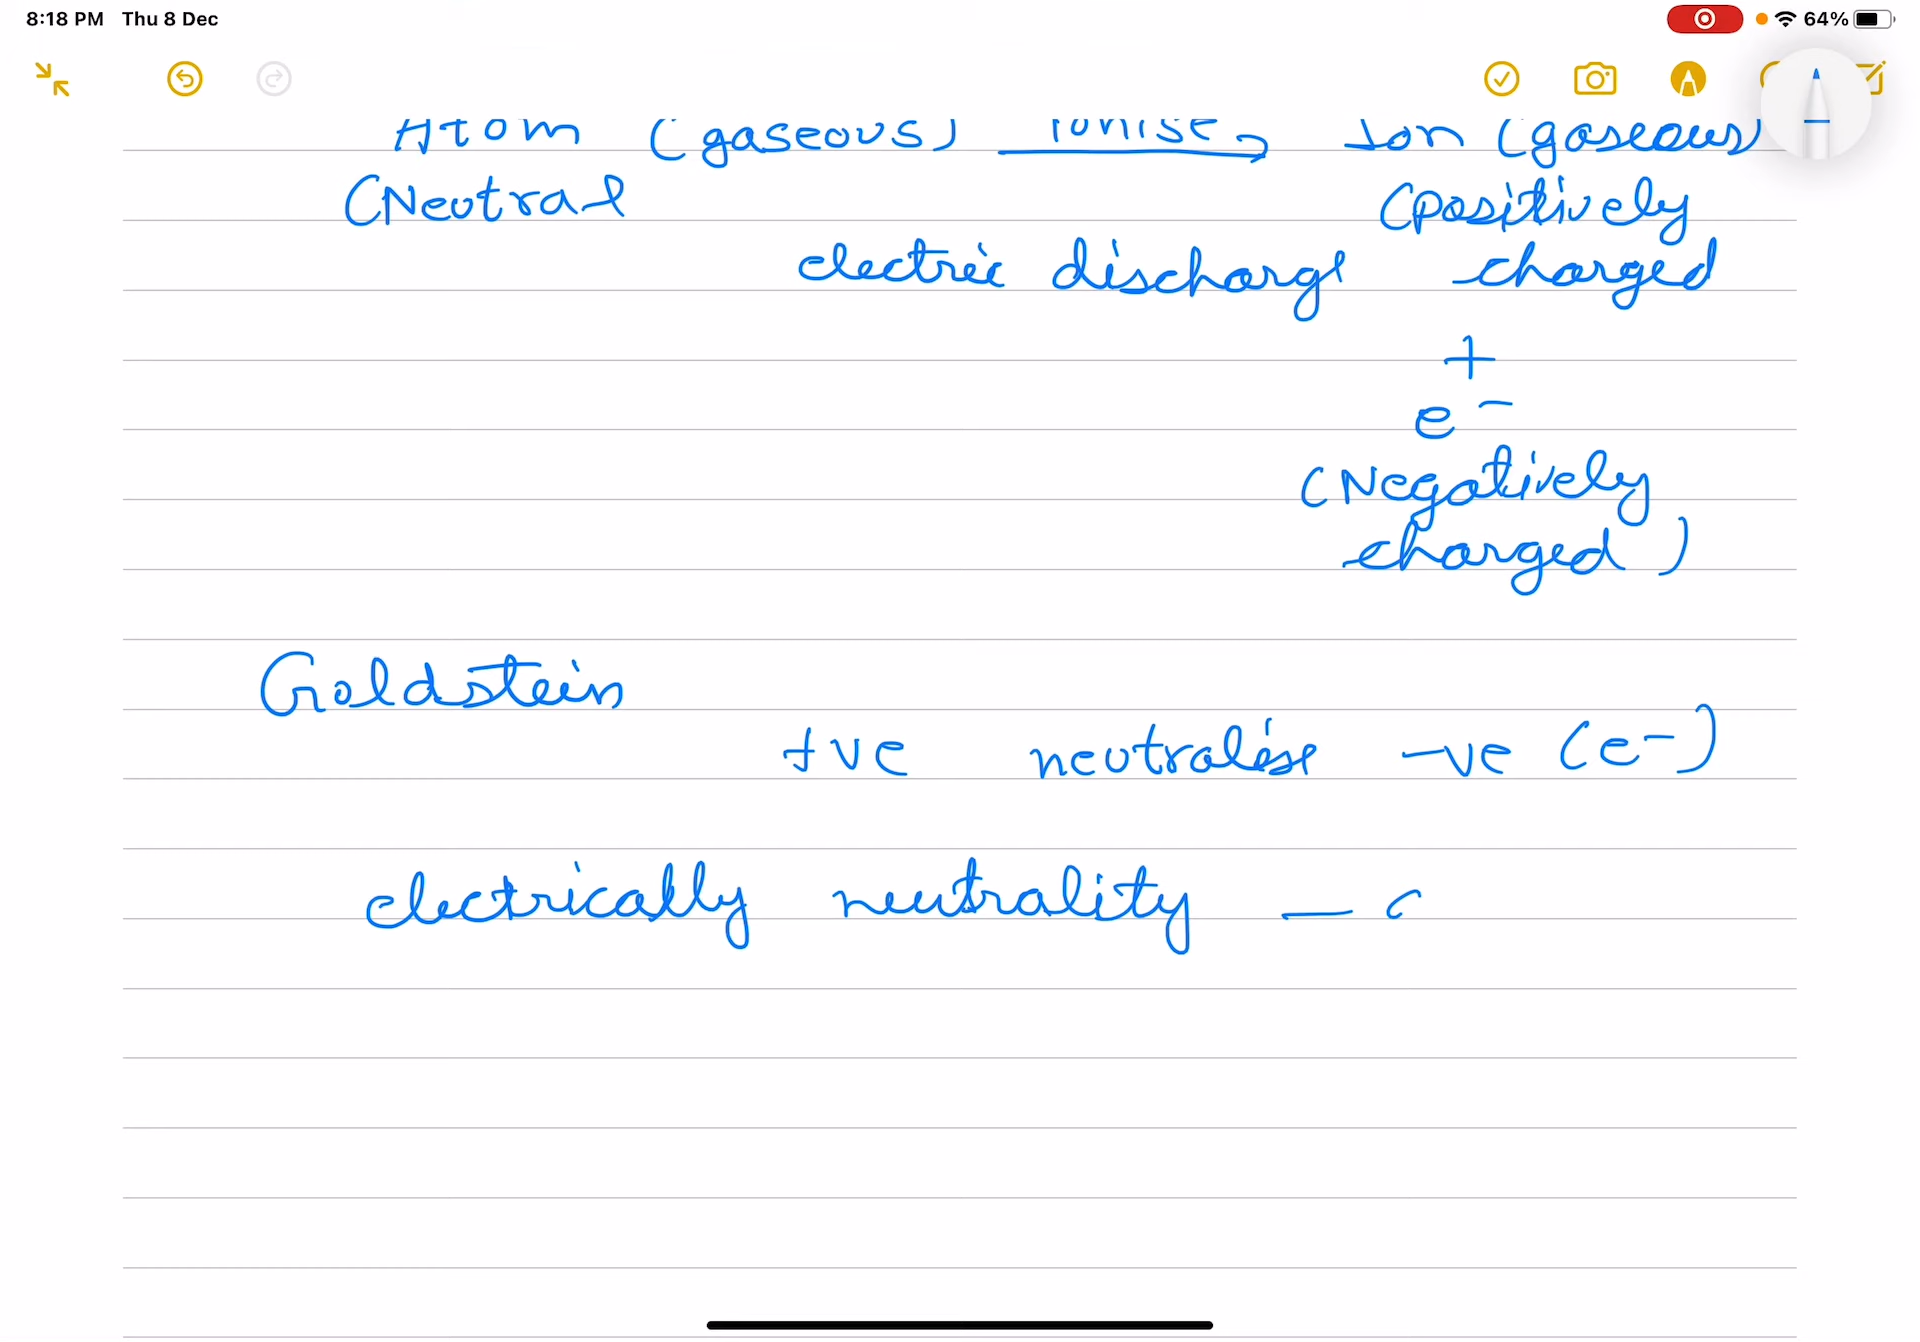 8:18 PM Thu 8 Dec 64%
Atom (gaseous) ionise Ion (gaseous)
(Neutral (positively
electric discharge charged
+
e⁻
(Negatively
charged)
Goldstein
+ve neutralise -ve (e⁻)
electrically neutrality —